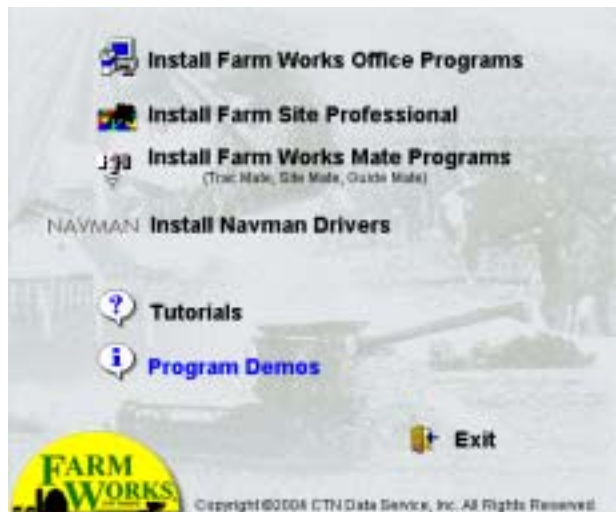 Install Farm Works Office Programs
Install Farm Site Professional
Install Farm Works Mate Programs
(Trac Mate, Site Mate, Guide Mate)
NAVMAN Install Navman Drivers
Tutorials
Program Demos
Exit
FARM
WORKS
Copyright ©2004 CTN Data Service, Inc. All Rights Reserved.